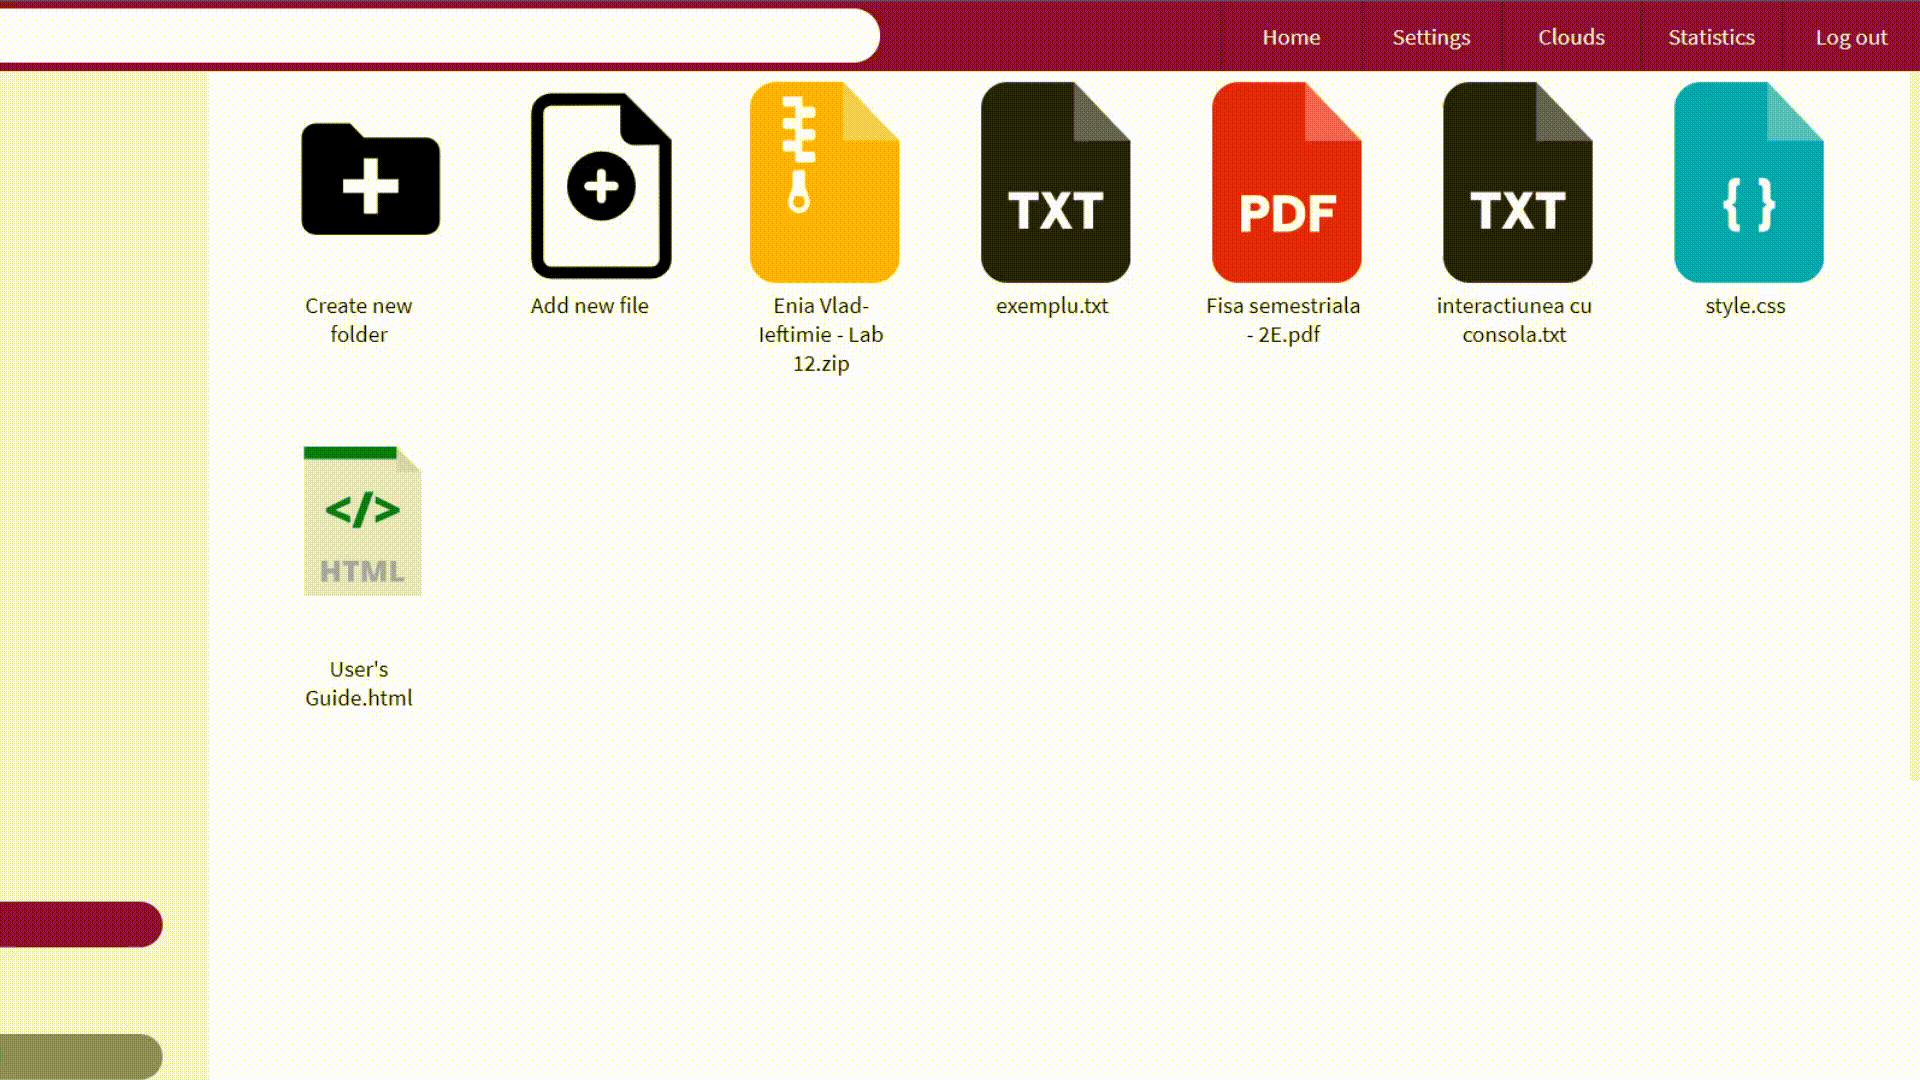 Home Settings Clouds Statistics Log out
TXT PDF TXT { }
Create new
folder
Add new file
Enia Vlad-
Ieftimie - Lab
12.zip
exemplu.txt
Fisa semestriala
- 2E.pdf
interactiunea cu
consola.txt
style.css
</>
HTML
User's
Guide.html